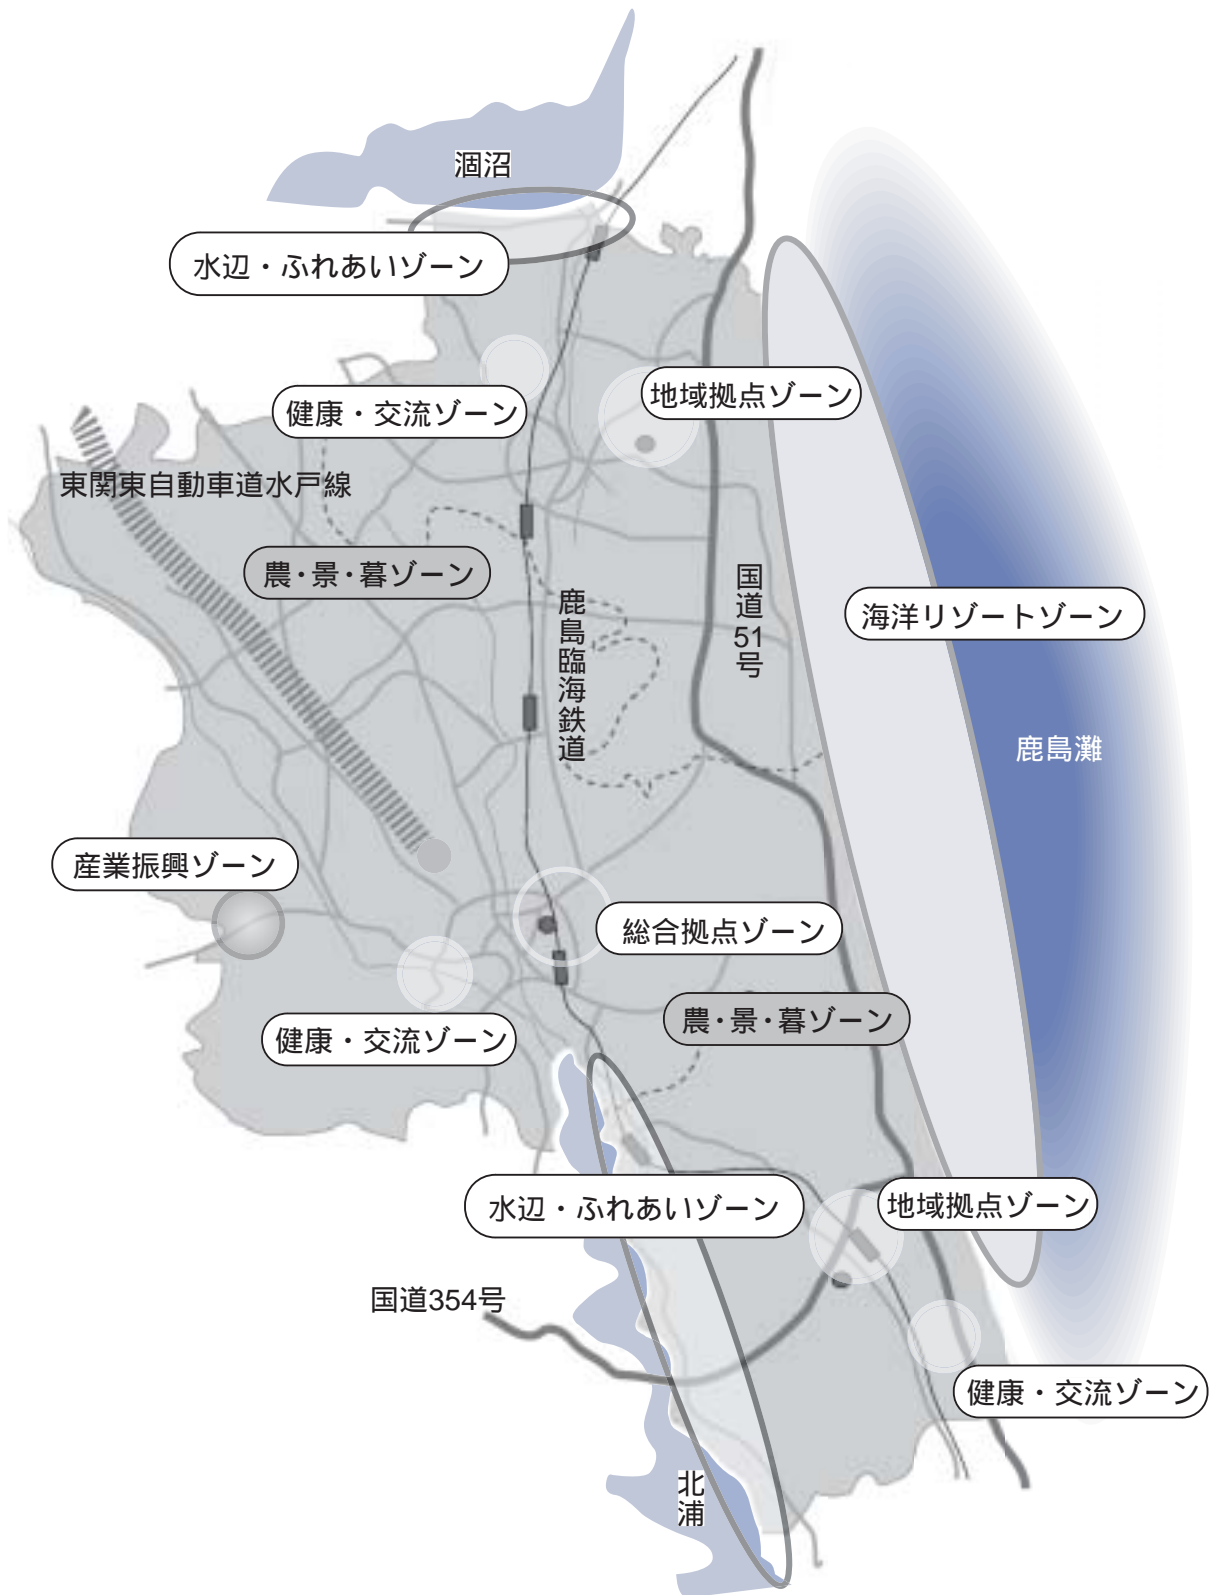 涸沼
水辺・ふれあいゾーン
地域拠点ゾーン
健康・交流ゾーン
東関東自動車道水戸線
農・景・暮ゾーン
国道51号
鹿島臨海鉄道
海洋リゾートゾーン
鹿島灘
産業振興ゾーン
総合拠点ゾーン
農・景・暮ゾーン
健康・交流ゾーン
水辺・ふれあいゾーン
地域拠点ゾーン
国道354号
健康・交流ゾーン
北浦